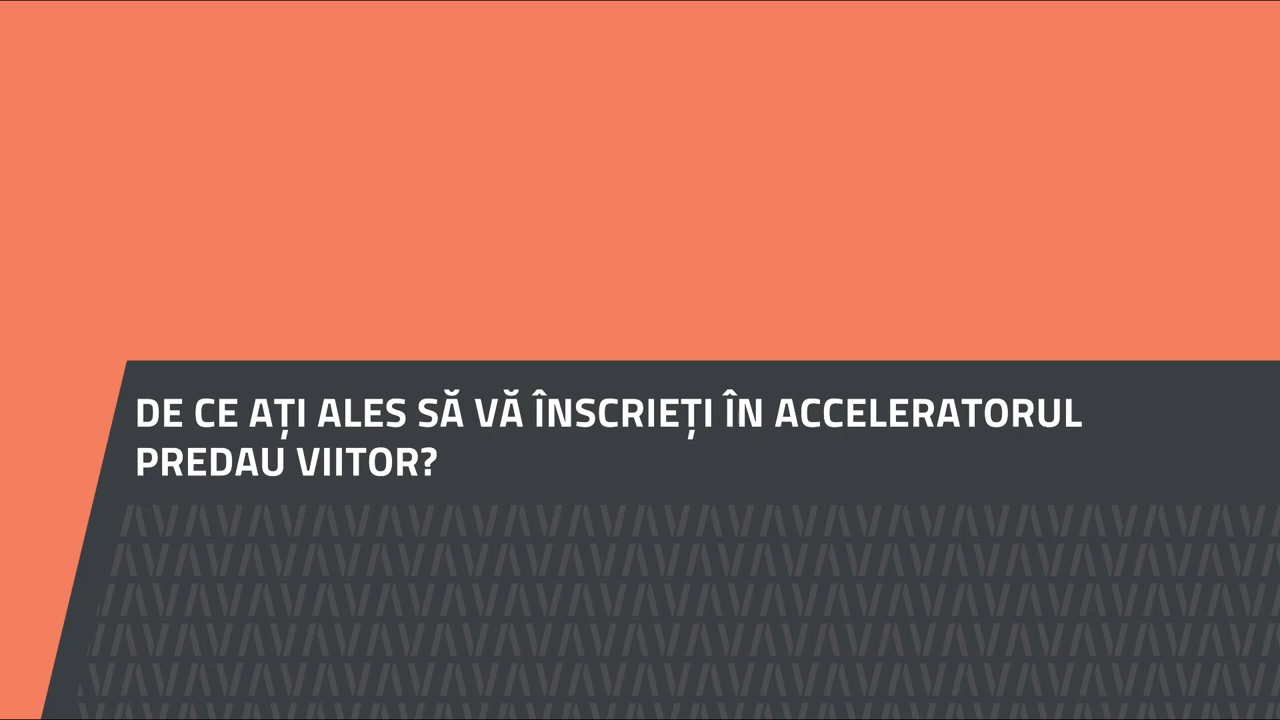 DE CE AȚI ALES SĂ VĂ ÎNSCRIEȚI ÎN ACCELERATORUL
PREDAU VIITOR?